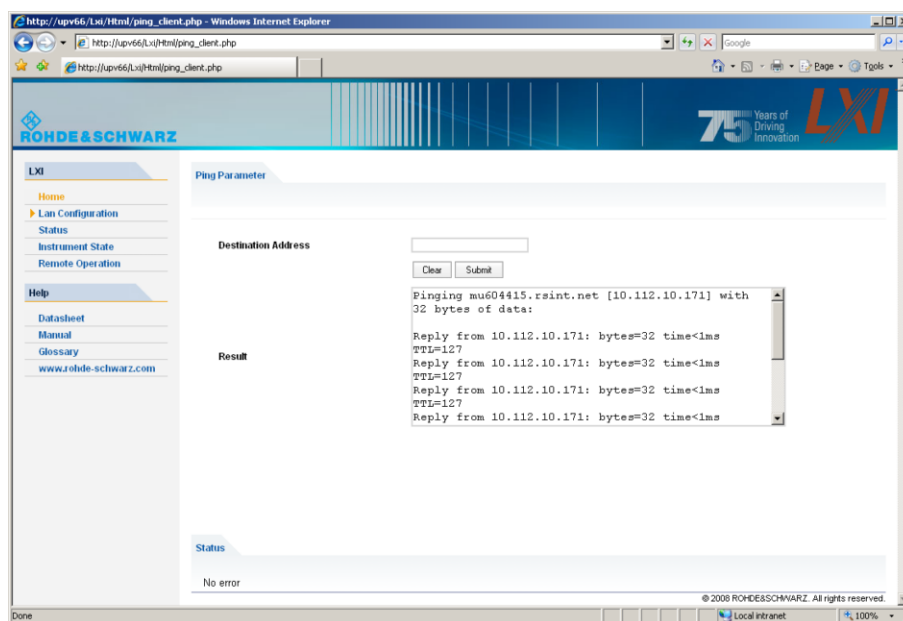 http://upv66/Lxi/Html/ping_client.php - Windows Internet Explorer
http://upv66/Lxi/Html/ping_client.php
Google
http://upv66/Lxi/Html/ping_client.php
Page
Tools
ROHDE&SCHWARZ
75 Years of
Driving
Innovation
LXI
LXI
Home
Lan Configuration
Status
Instrument State
Remote Operation
Help
Datasheet
Manual
Glossary
www.rohde-schwarz.com
Ping Parameter
Destination Address
Clear
Submit
Result
Pinging mu604415.rsint.net [10.112.10.171] with
32 bytes of data:
Reply from 10.112.10.171: bytes=32 time<1ms
TTL=127
Reply from 10.112.10.171: bytes=32 time<1ms
TTL=127
Reply from 10.112.10.171: bytes=32 time<1ms
TTL=127
Reply from 10.112.10.171: bytes=32 time<1ms
Status
No error
© 2008 ROHDE&SCHWARZ. All rights reserved.
Done
Local intranet
100%